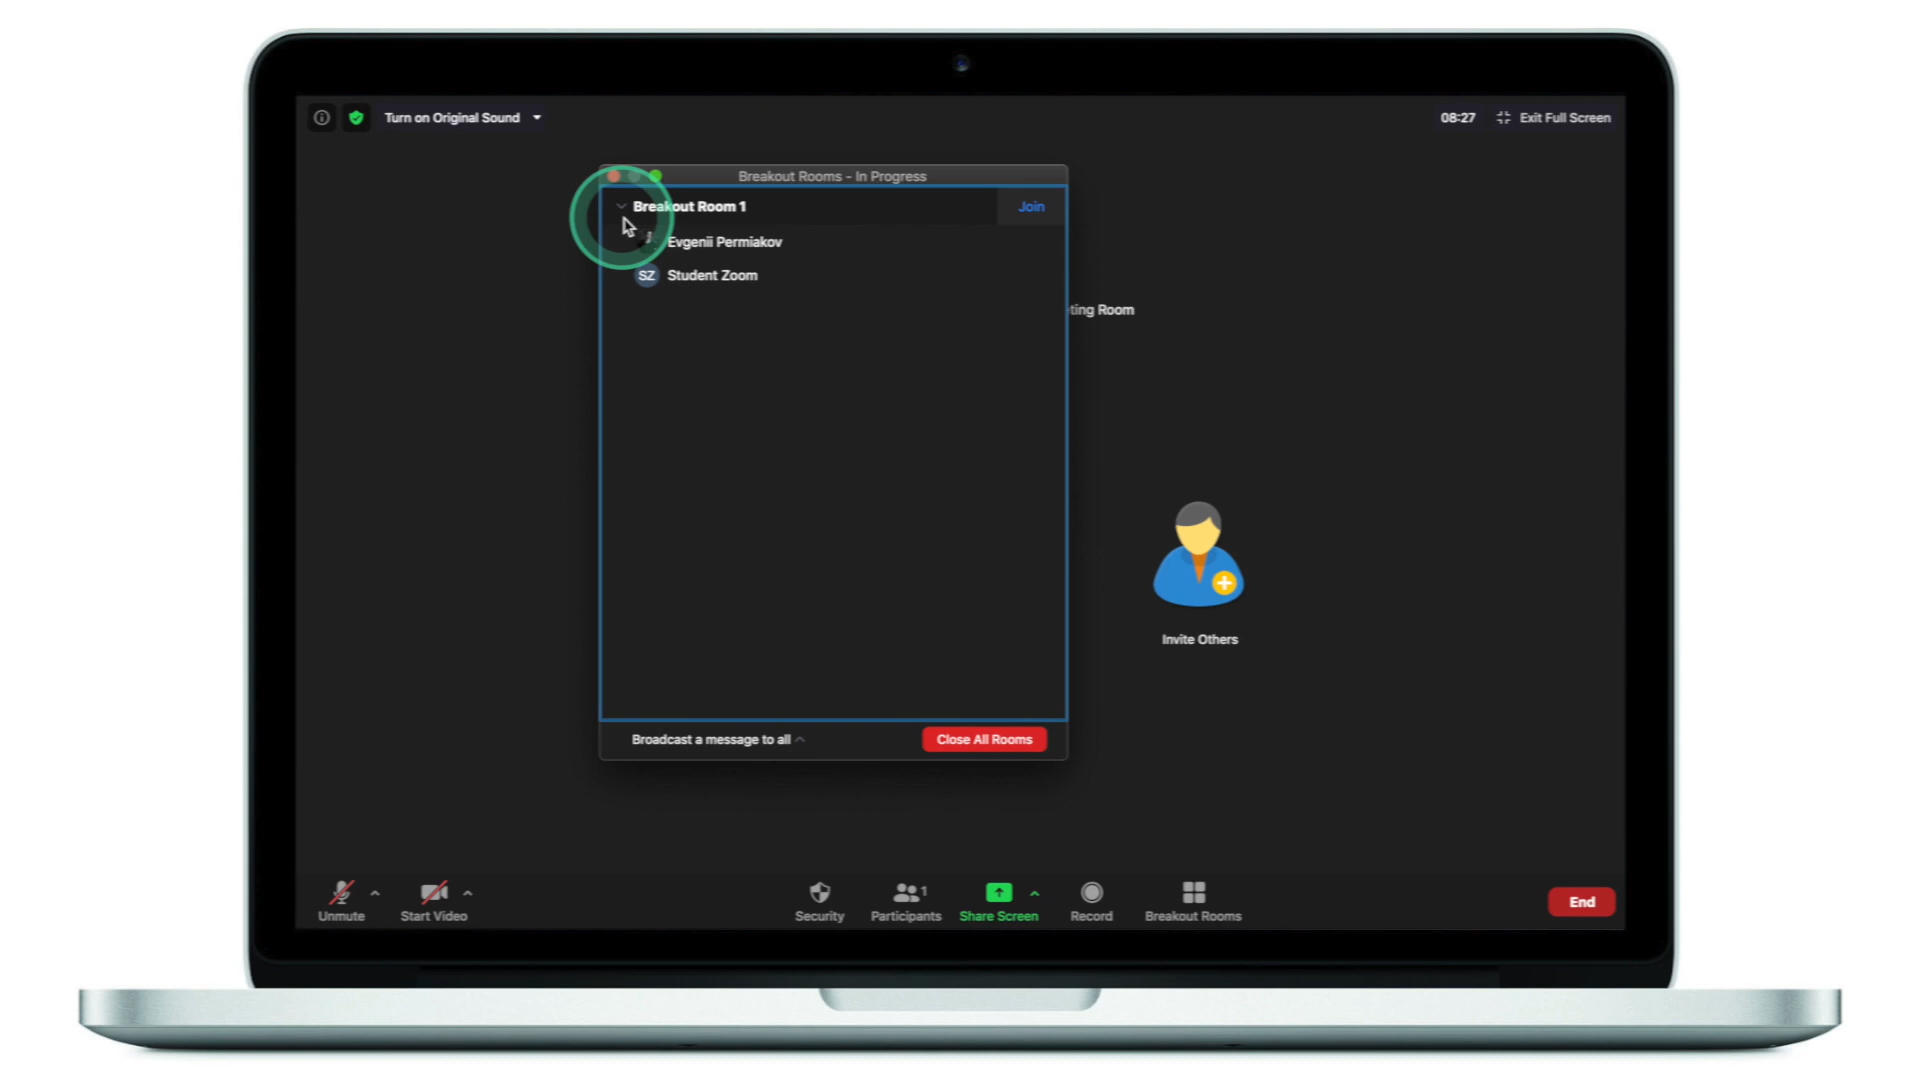 Turn on Original Sound
08:27
Exit Full Screen
Breakout Rooms - In Progress
Breakout Room 1
Join
Evgenii Permiakov
SZ Student Zoom
ting Room
Invite Others
Broadcast a message to all
Close All Rooms
1
Unmute
Start Video
Security
Participants
Share Screen
Record
Breakout Rooms
End